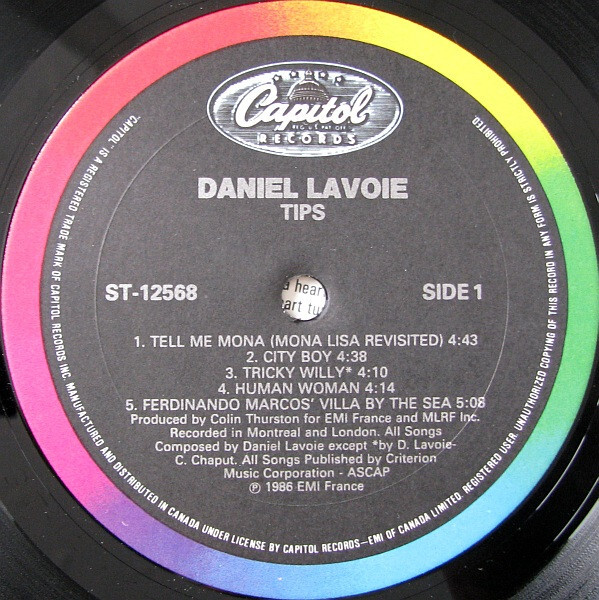 Capitol
REG. U.S. PAT. OFF.
RECORDS
DANIEL LAVOIE
TIPS
ST-12568
SIDE 1
a hear
art tu
1. TELL ME MONA (MONA LISA REVISITED) 4:43
2. CITY BOY 4:38
3. TRICKY WILLY* 4:10
4. HUMAN WOMAN 4:14
5. FERDINANDO MARCOS' VILLA BY THE SEA 5:08
Produced by Colin Thurston for EMI France and MLRF Inc.
Recorded in Montreal and London. All Songs
Composed by Daniel Lavoie except *by D. Lavoie-
C. Chaput. All Songs Published by Criterion
Music Corporation - ASCAP
℗ 1986 EMI France
"CAPITOL" IS A REGISTERED TRADE MARK OF CAPITOL RECORDS INC. MANUFACTURED AND DISTRIBUTED IN CANADA UNDER LICENSE BY CAPITOL RECORDS—EMI OF CANADA LIMITED. REGISTERED USER. UNAUTHORIZED COPYING OF THIS RECORD IN ANY FORM IS STRICTLY PROHIBITED.